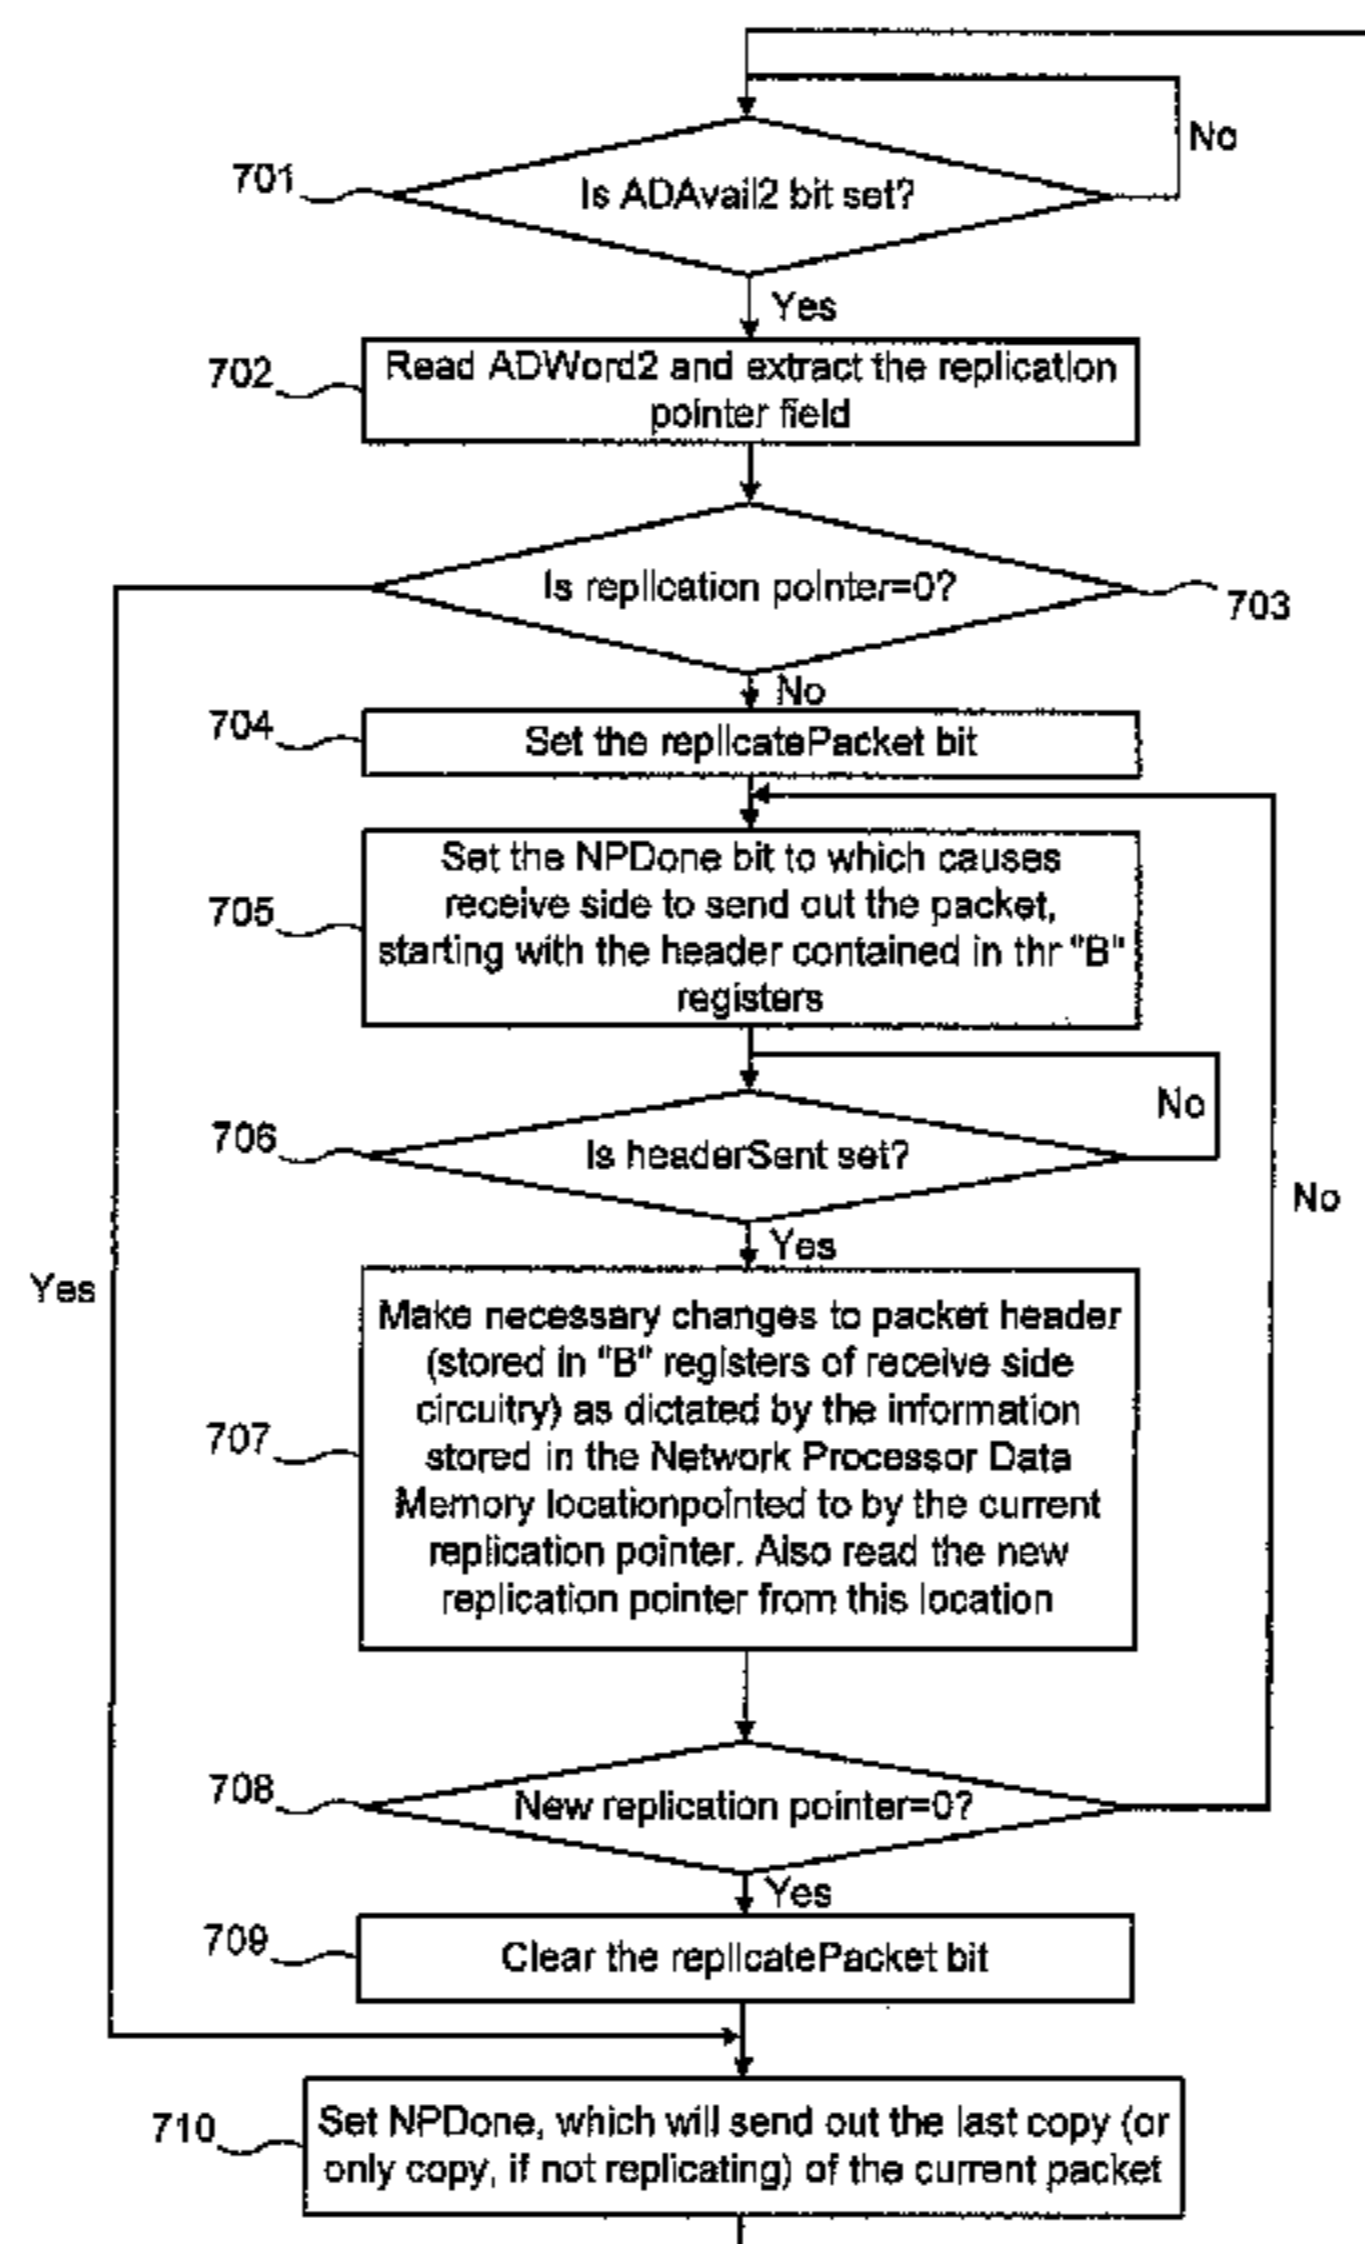 No
701
Is ADAvail2 bit set?
Yes
702
Read ADWord2 and extract the replication
pointer field
Is replication pointer=0?
703
No
704
Set the replicatePacket bit
705
Set the NPDone bit to which causes
receive side to send out the packet,
starting with the header contained in thr "B"
registers
No
706
Is headerSent set?
No
Yes
Yes
707
Make necessary changes to packet header
(stored in "B" registers of receive side
circuitry) as dictated by the information
stored in the Network Processor Data
Memory locationpointed to by the current
replication pointer. Also read the new
replication pointer from this location
708
New replication pointer=0?
Yes
709
Clear the replicatePacket bit
710
Set NPDone, which will send out the last copy (or
only copy, if not replicating) of the current packet